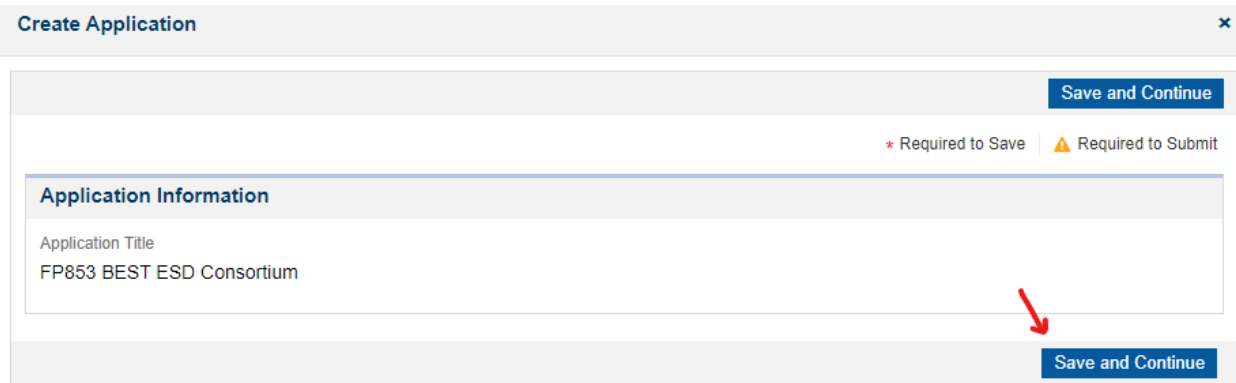 Create Application ×
Save and Continue
* Required to Save Required to Submit
Application Information
Application Title
FP853 BEST ESD Consortium
Save and Continue